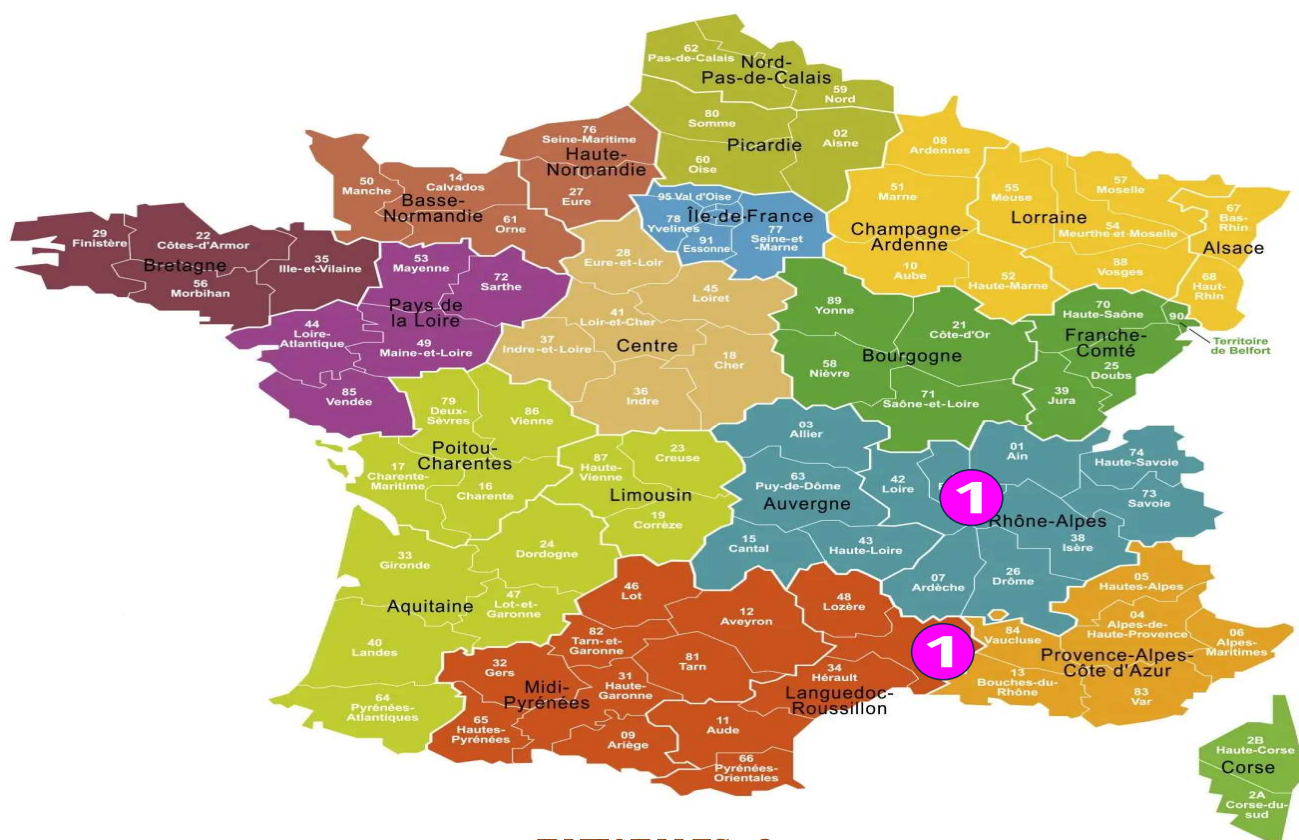 62
Pas-de-Calais
Nord-
Pas-de-Calais
59
Nord
80
Somme
Picardie
02
Aisne
60
Oise
76
Seine-Maritime
Haute-
Normandie
27
Eure
50
Manche
14
Calvados
Basse-
Normandie
61
Orne
95 Val d'Oise
Île-de-France
78
Yvelines
91
Essonne
77
Seine-et
-Marne
08
Ardennes
51
Marne
Champagne-
Ardenne
10
Aube
52
Haute-Marne
55
Meuse
57
Moselle
Lorraine
54
Meurthe-et-Moselle
88
Vosges
67
Bas-
Rhin
Alsace
68
Haut-
Rhin
29
Finistère
22
Côtes-d'Armor
Bretagne
35
Ille-et-Vilaine
56
Morbihan
53
Mayenne
72
Sarthe
Pays de
la Loire
44
Loire-
Atlantique
49
Maine-et-Loire
85
Vendée
28
Eure-et-Loir
45
Loiret
41
Loir-et-Cher
37
Indre-et-Loire
Centre
18
Cher
36
Indre
89
Yonne
21
Côte-d'Or
Bourgogne
58
Nièvre
71
Saône-et-Loire
70
Haute-Saône
90
Territoire
de Belfort
Franche-
Comté
25
Doubs
39
Jura
79
Deux-
Sèvres
86
Vienne
Poitou-
Charentes
17
Charente-
Maritime
16
Charente
23
Creuse
87
Haute-
Vienne
Limousin
19
Corrèze
03
Allier
63
Puy-de-Dôme
Auvergne
15
Cantal
43
Haute-Loire
01
Ain
74
Haute-Savoie
42
Loire
1
73
Savoie
Rhône-Alpes
38
Isère
07
Ardèche
26
Drôme
33
Gironde
24
Dordogne
Aquitaine
47
Lot-et-
Garonne
40
Landes
64
Pyrénées-
Atlantiques
46
Lot
12
Aveyron
82
Tarn-et-
Garonne
32
Gers
81
Tarn
31
Haute-
Garonne
Midi-
Pyrénées
65
Hautes-
Pyrénées
09
Ariège
48
Lozère
1
34
Hérault
Languedoc-
Roussillon
11
Aude
66
Pyrénées-
Orientales
05
Hautes-Alpes
84
Vaucluse
04
Alpes-de-
Haute-Provence
06
Alpes-
Maritimes
Provence-Alpes-
Côte d'Azur
13
Bouches-du-
Rhône
83
Var
2B
Haute-Corse
Corse
2A
Corse-du-
sud